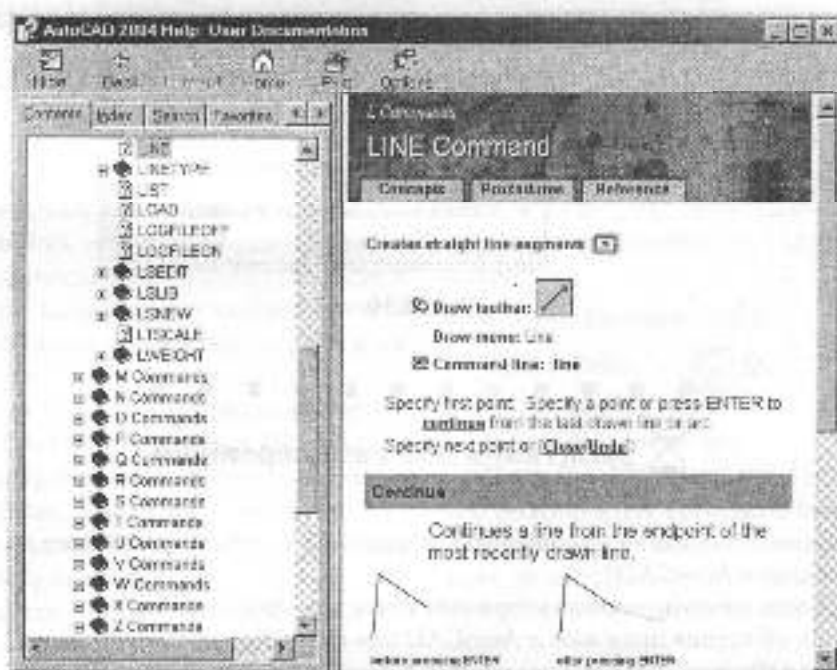 AutoCAD 2004 Help: User Documentation
Home
Print
Options
Contents Index Search Favorites
LINE
LINETYPE
LIST
LOAD
LOGFILEOFF
LOGFILEON
LSEDIT
LSLIB
LSNEW
LTSCALE
LWEIGHT
M Commands
N Commands
O Commands
P Commands
Q Commands
R Commands
S Commands
T Commands
U Commands
V Commands
W Commands
X Commands
Z Commands
L Commands
LINE Command
Concepts Procedures Reference
Creates straight line segments
Draw toolbar:
Draw menu: Line
Command line: line
Specify first point: Specify a point or press ENTER to
continue from the last drawn line or arc
Specify next point or [Close/Undo]:
Continue
Continues a line from the endpoint of the
most recently drawn line.
before pressing ENTER
after pressing ENTER